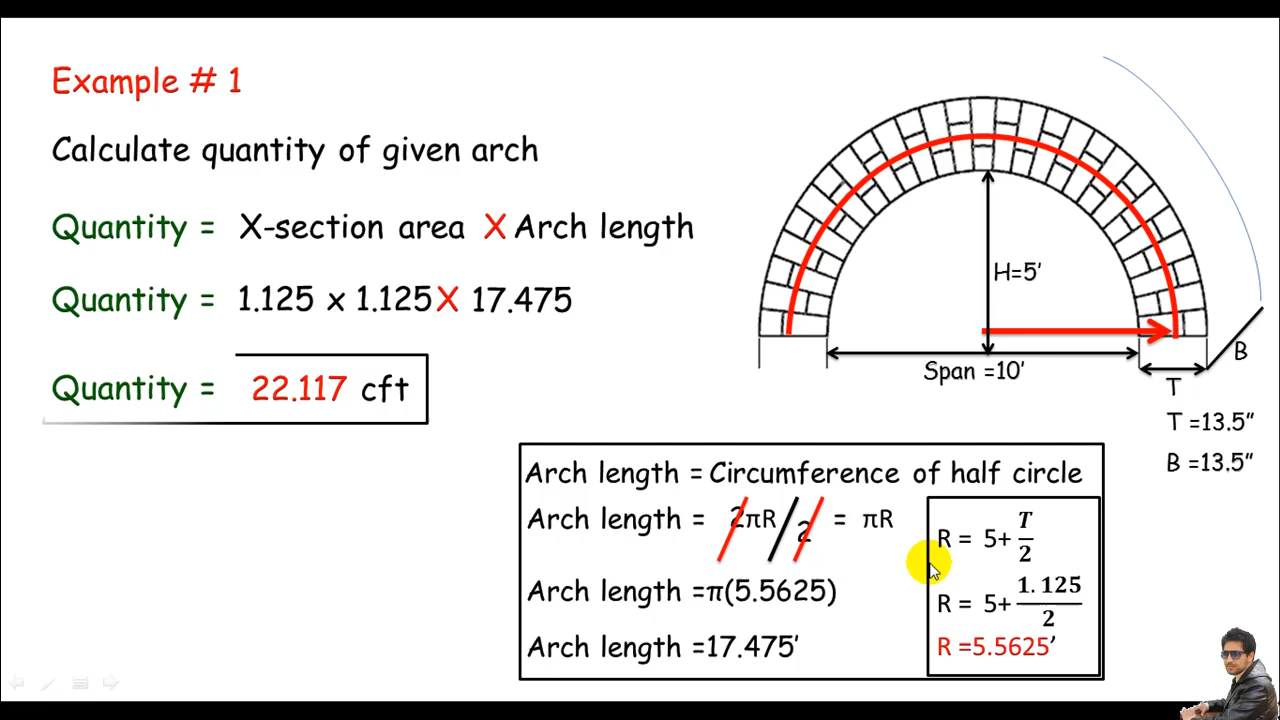 Example # 1
Calculate quantity of given arch
Quantity = X-section area X Arch length
Quantity = 1.125 x 1.125 X 17.475
Quantity = 22.117 cft
H=5'
Span =10'
B
T
T =13.5"
B =13.5"
Arch length = Circumference of half circle
Arch length = 2πR/2 = πR
Arch length =π(5.5625)
Arch length =17.475'
R = 5+ T/2
R = 5+ 1.125/2
R =5.5625'